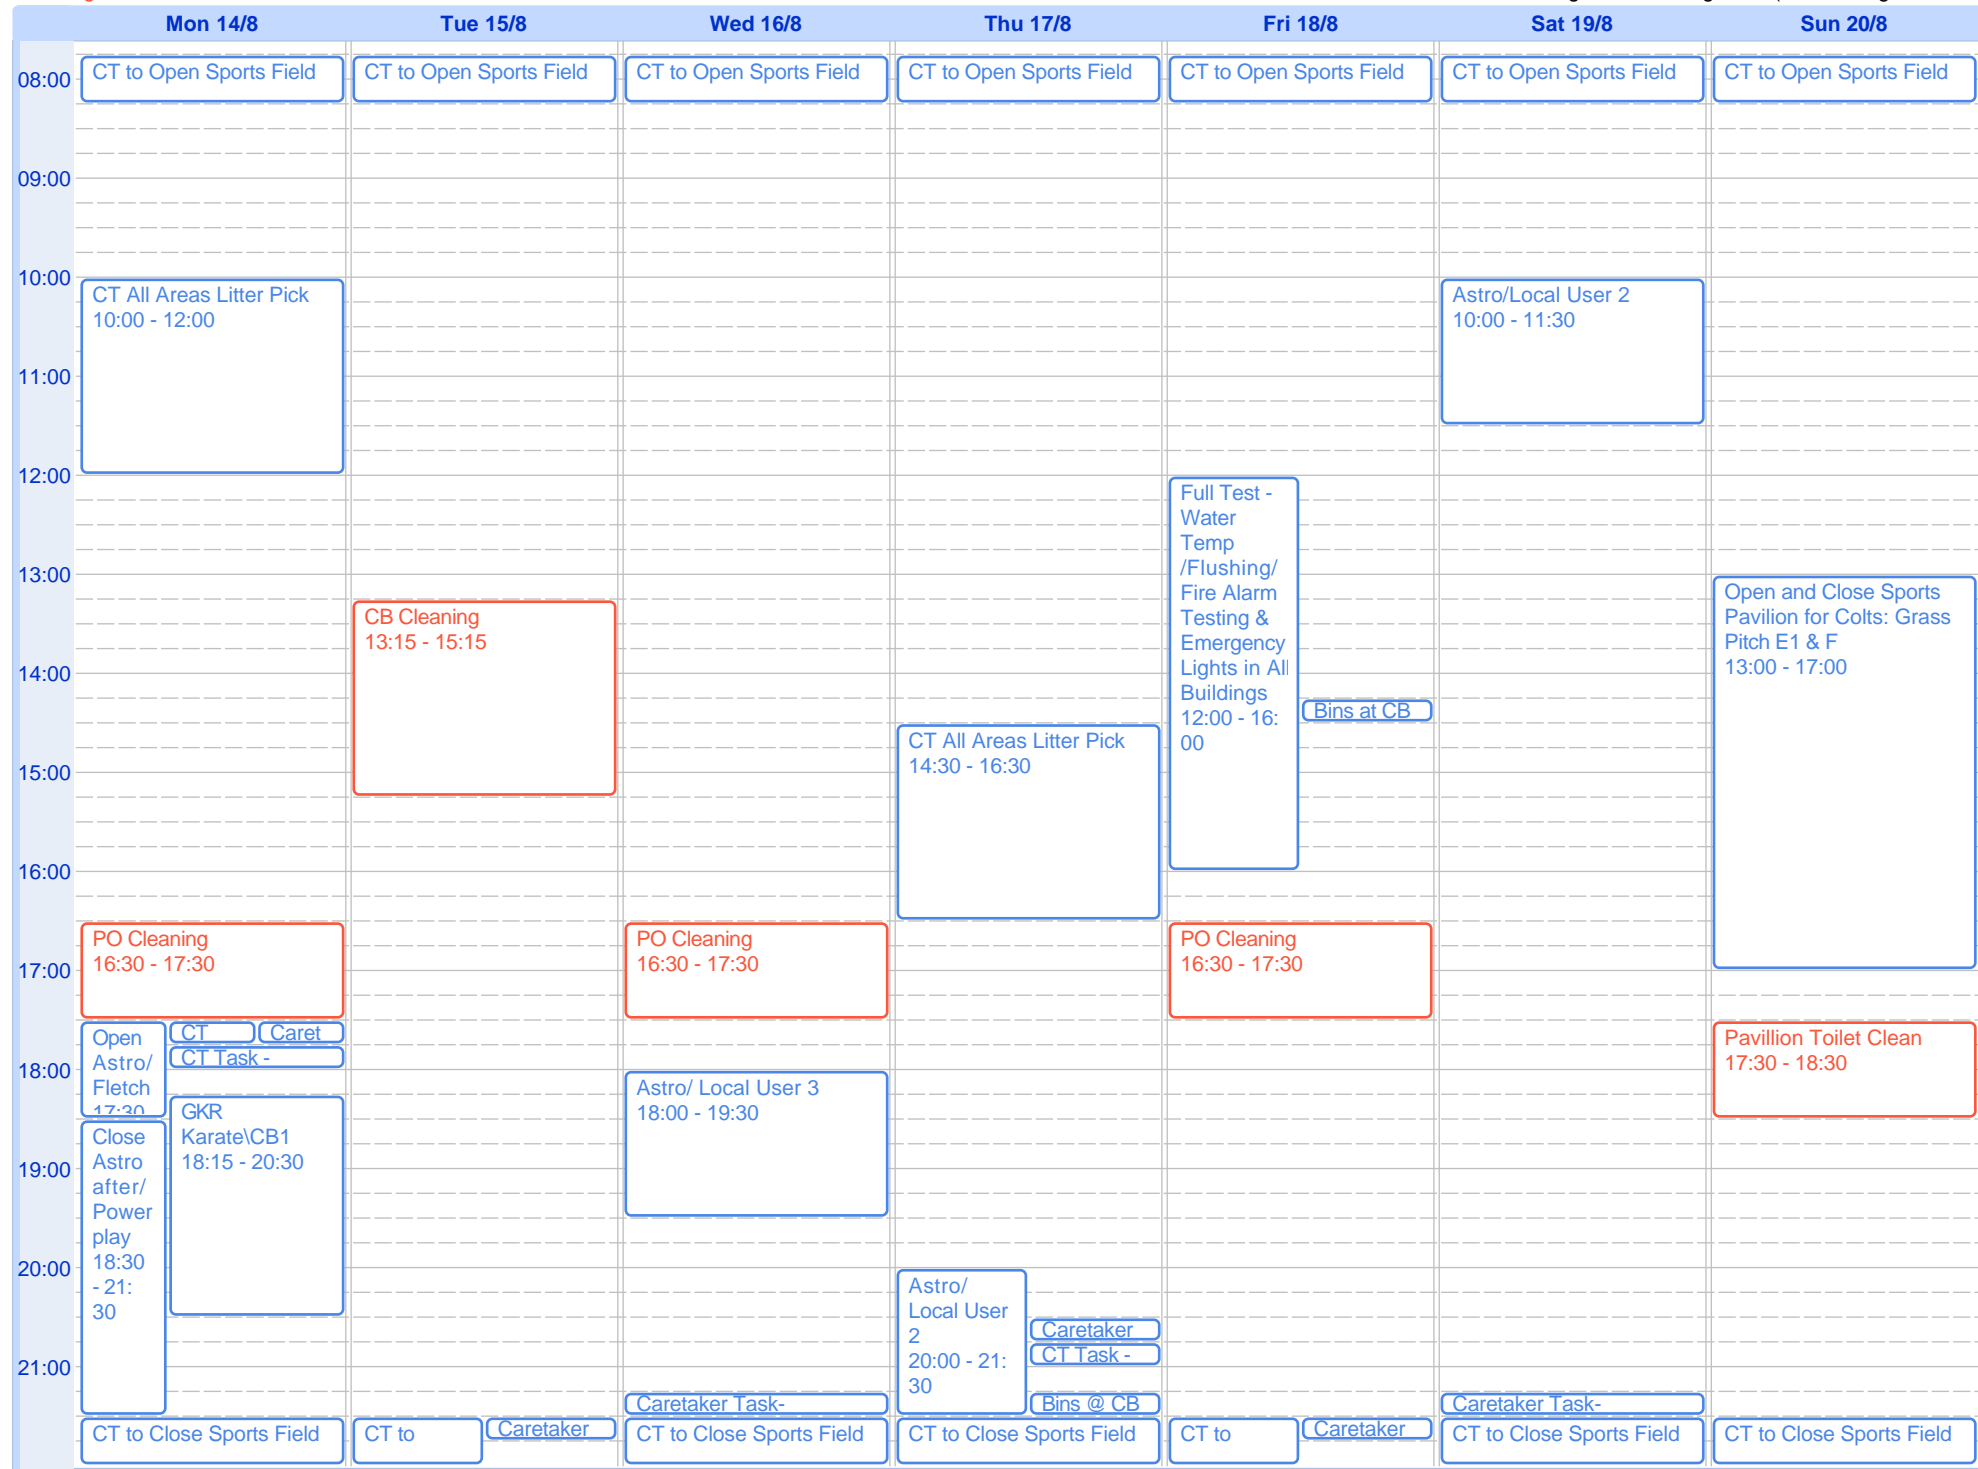 Mon 14/8
Tue 15/8
Wed 16/8
Thu 17/8
Fri 18/8
Sat 19/8
Sun 20/8
08:00
09:00
10:00
11:00
12:00
13:00
14:00
15:00
16:00
17:00
18:00
19:00
20:00
21:00
CT to Open Sports Field
CT All Areas Litter Pick
10:00 - 12:00
PO Cleaning
16:30 - 17:30
Open
Astro/
Fletch
17:30
CT
Caret
CT Task -
GKR
Karate\CB1
18:15 - 20:30
Close
Astro
after/
Power
play
18:30
- 21:
30
CT to Close Sports Field
CT to Open Sports Field
CB Cleaning
13:15 - 15:15
CT to
Caretaker
CT to Open Sports Field
PO Cleaning
16:30 - 17:30
Astro/ Local User 3
18:00 - 19:30
Caretaker Task-
CT to Close Sports Field
CT to Open Sports Field
CT All Areas Litter Pick
14:30 - 16:30
Astro/
Local User
2
20:00 - 21:
30
Caretaker
CT Task -
Bins @ CB
CT to Close Sports Field
CT to Open Sports Field
Full Test -
Water
Temp
/Flushing/
Fire Alarm
Testing &
Emergency
Lights in All
Buildings
12:00 - 16:
00
Bins at CB
PO Cleaning
16:30 - 17:30
CT to
Caretaker
CT to Open Sports Field
Astro/Local User 2
10:00 - 11:30
Caretaker Task-
CT to Close Sports Field
CT to Open Sports Field
Open and Close Sports
Pavilion for Colts: Grass
Pitch E1 & F
13:00 - 17:00
Pavillion Toilet Clean
17:30 - 18:30
CT to Close Sports Field